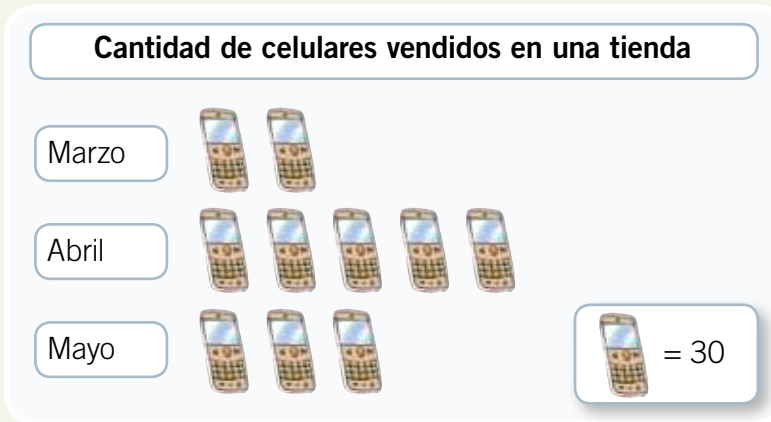 Cantidad de celulares vendidos en una tienda
Marzo
Abril
Mayo
= 30